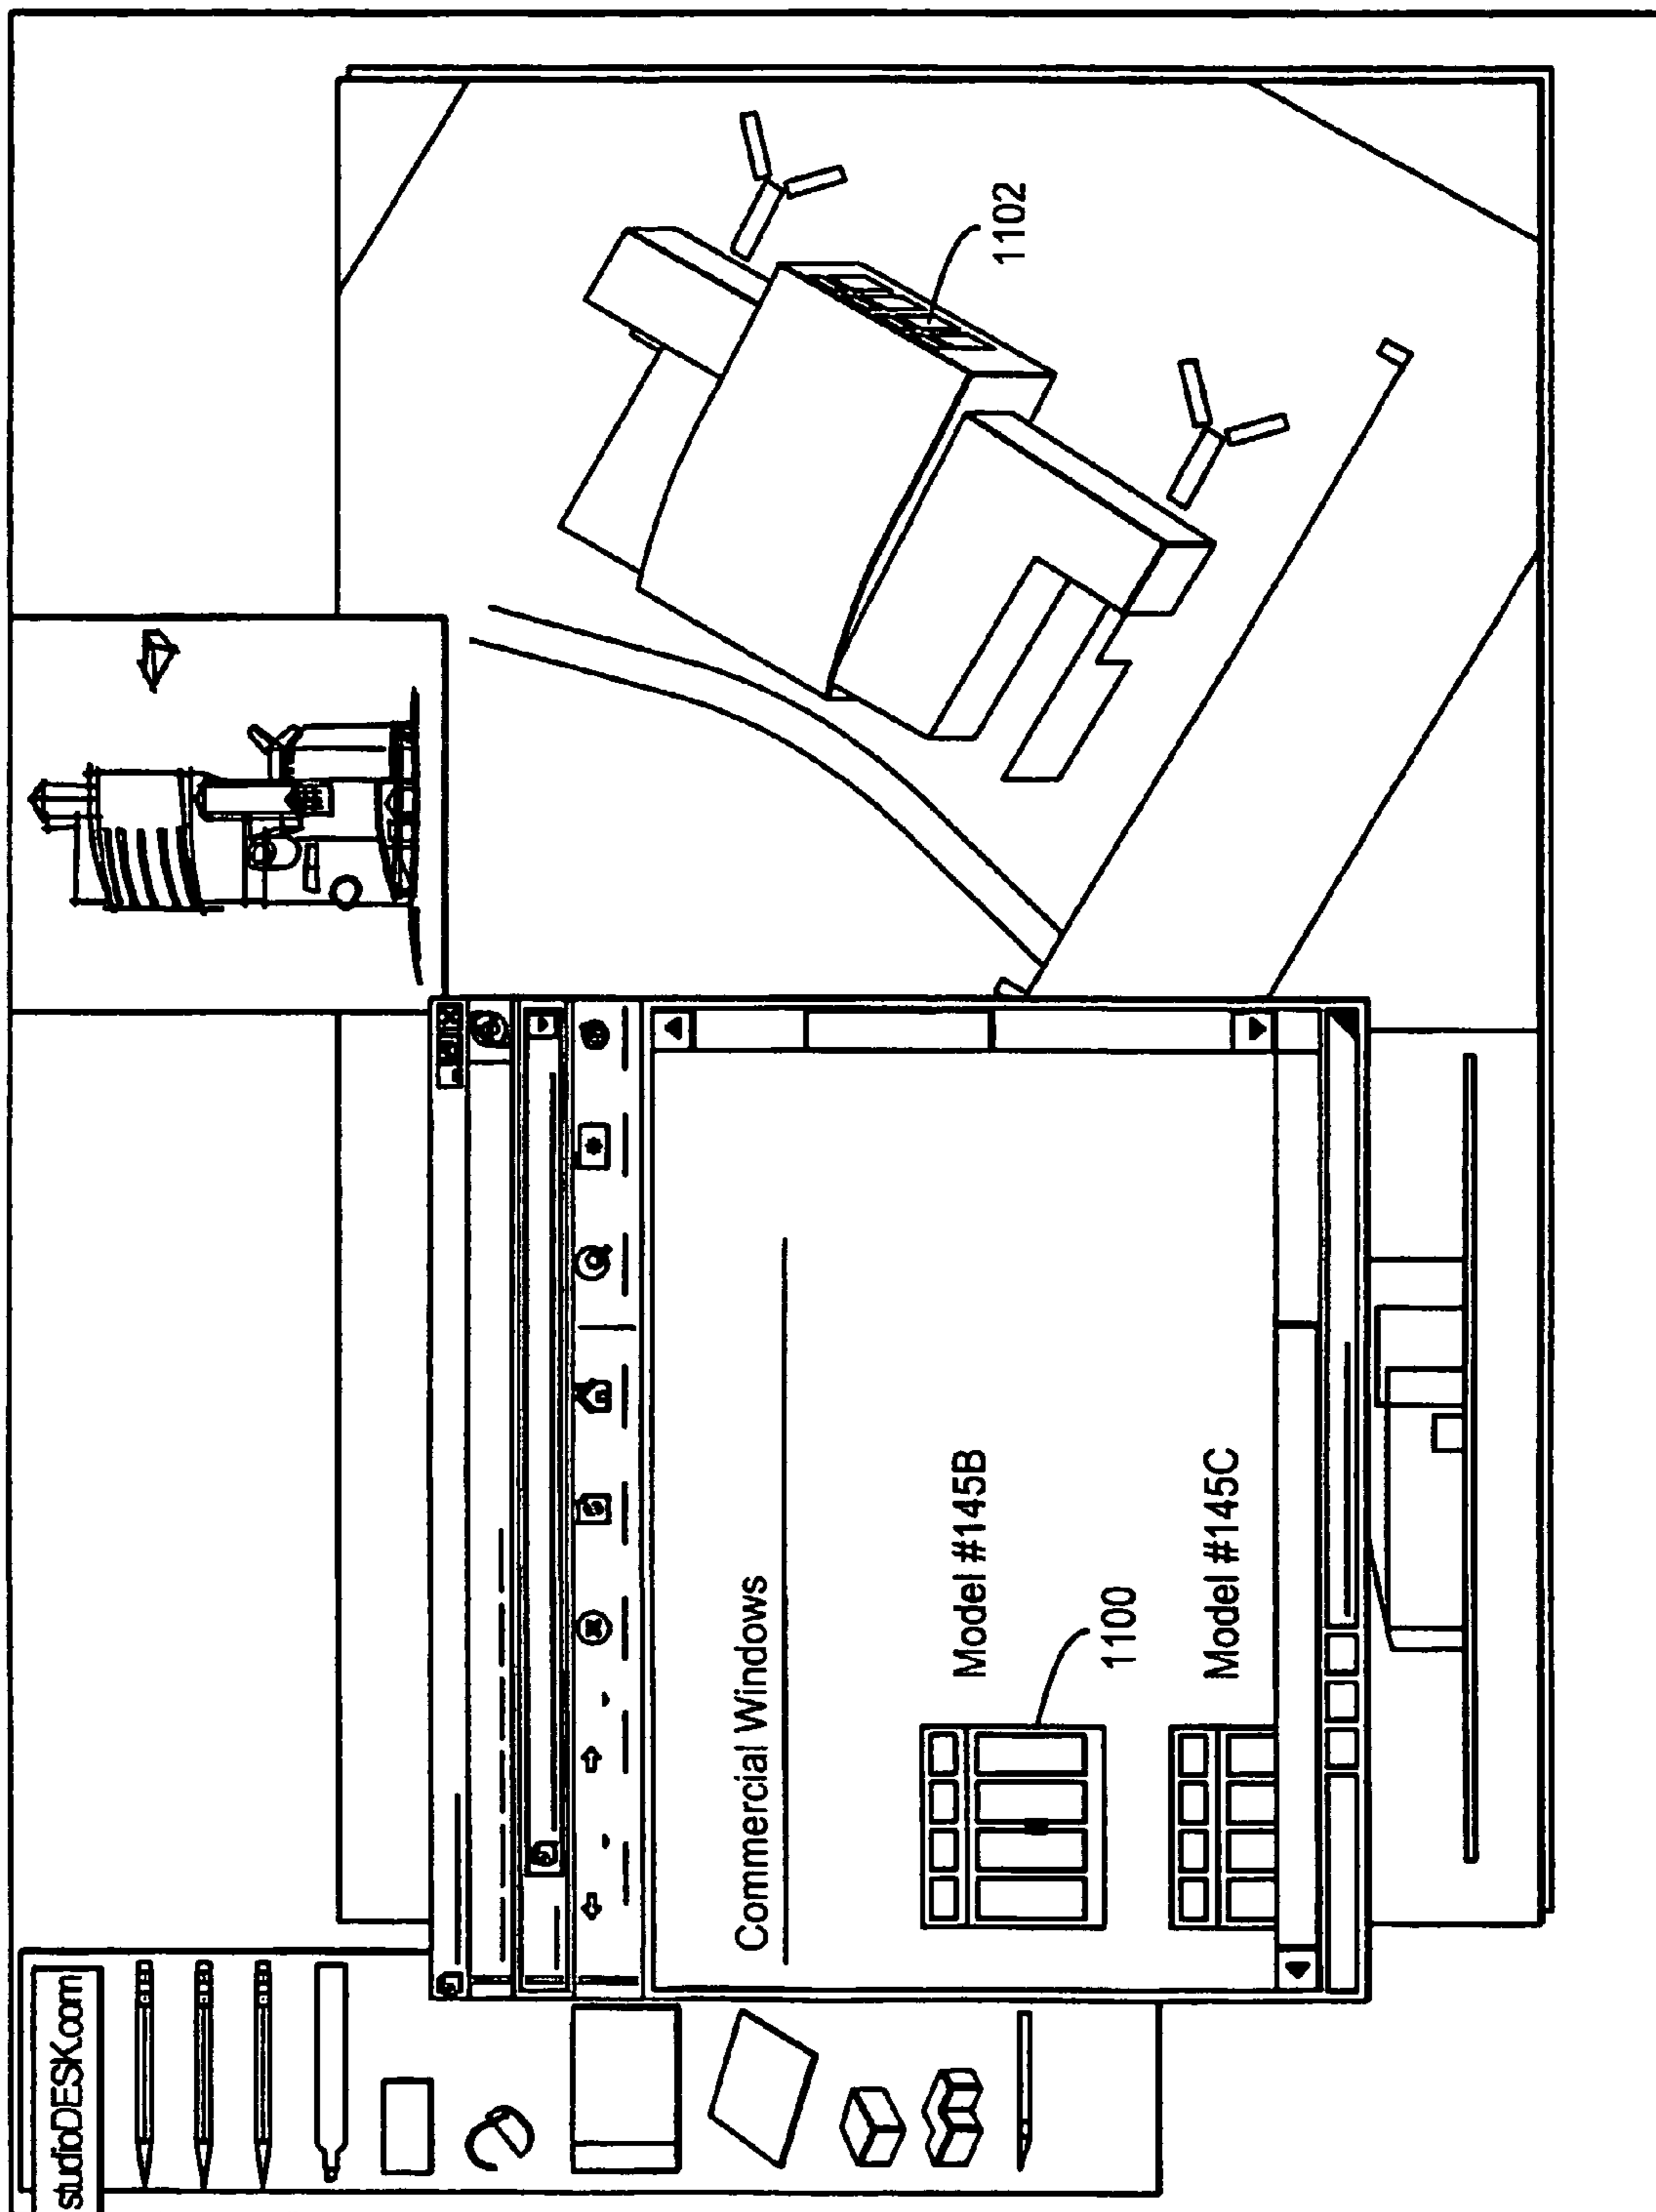 studioDESK.com
Commercial Windows
Model #145B
1100
Model #145C
1102